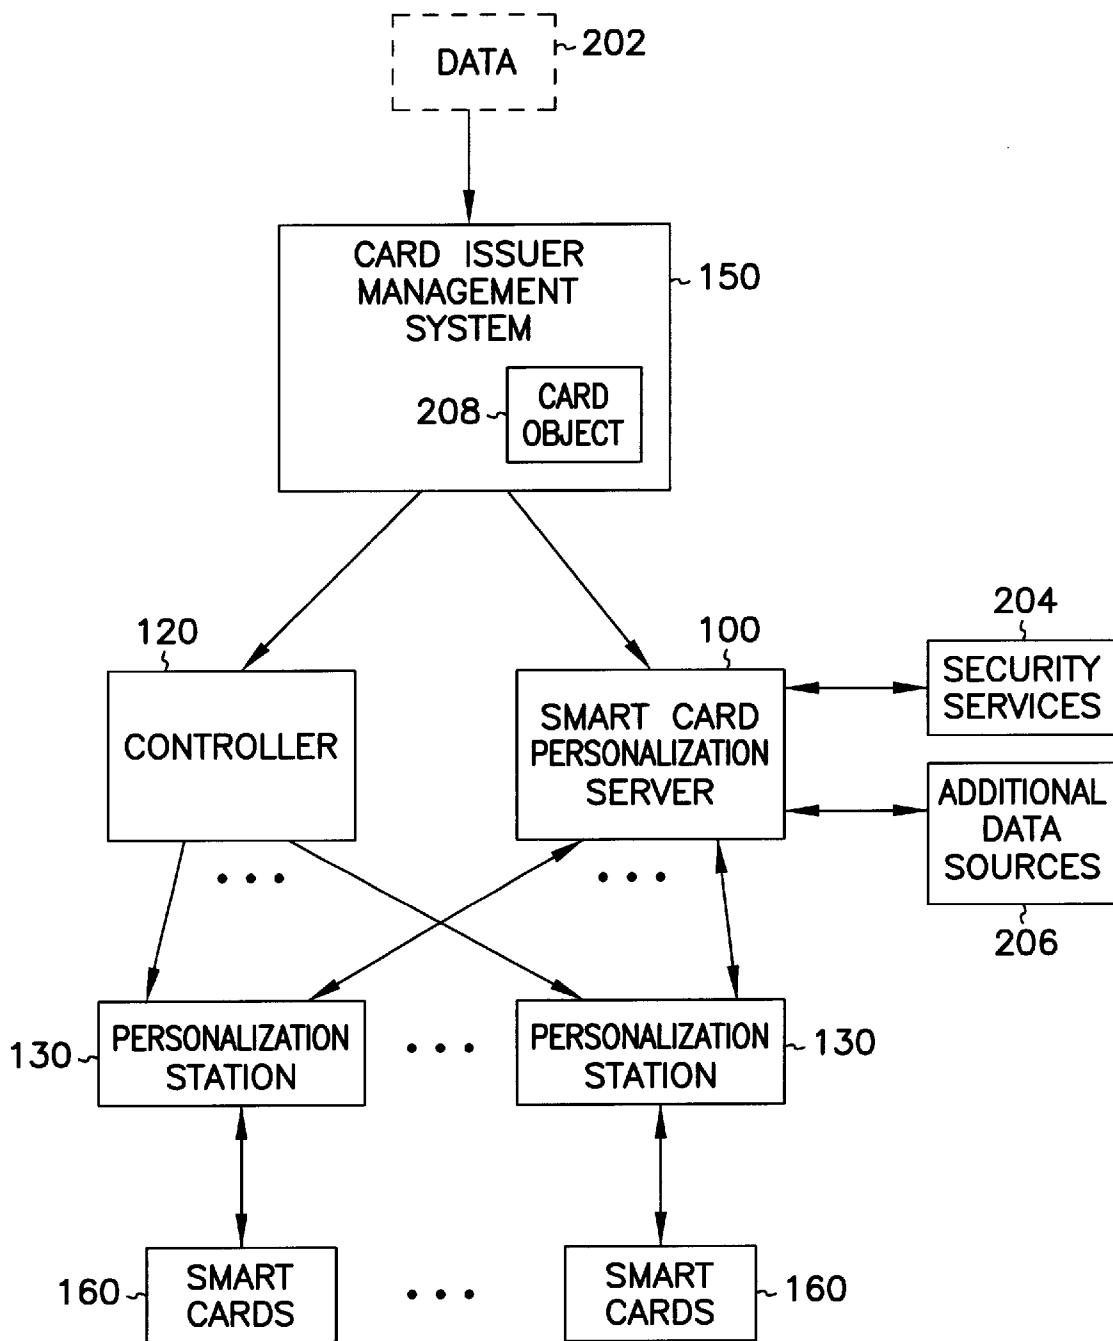 DATA
202
CARD ISSUER
MANAGEMENT
SYSTEM
150
208
CARD
OBJECT
120
100
204
CONTROLLER
SMART CARD
PERSONALIZATION
SERVER
SECURITY
SERVICES
ADDITIONAL
DATA
SOURCES
206
130
PERSONALIZATION
STATION
PERSONALIZATION
STATION
130
160
SMART
CARDS
SMART
CARDS
160